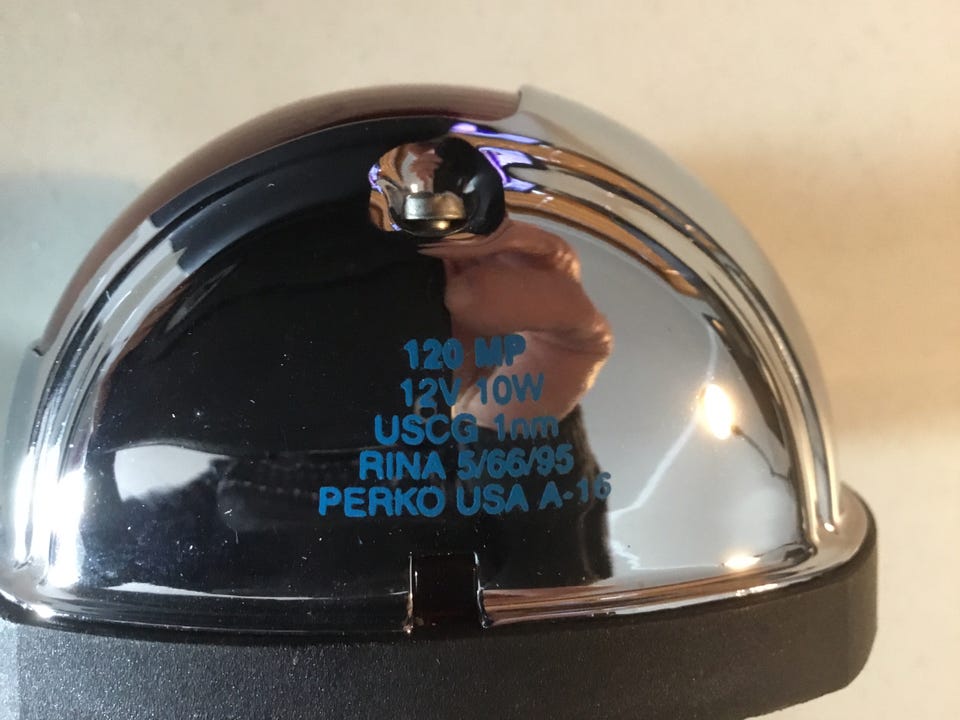 120 MP
12V 10W
USCG 1nm
RINA 5/66/95
PERKO USA A-16